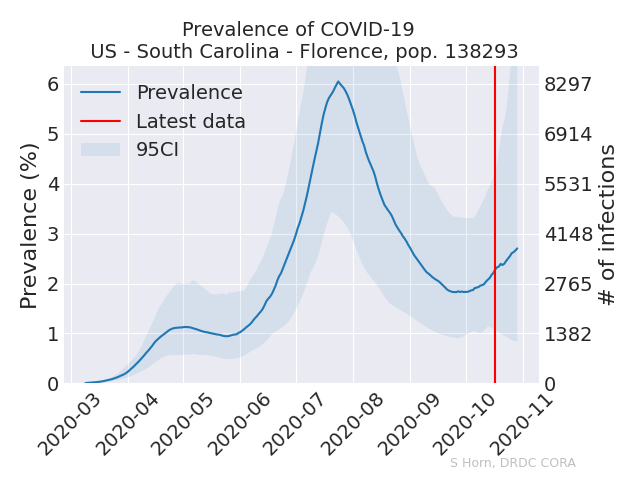 Prevalence of COVID-19
US - South Carolina - Florence, pop. 138293
Prevalence
Latest data
95CI
Prevalence (%)
6
5
4
3
2
1
0
8297
6914
5531
4148
2765
1382
0
# of infections
2020-03
2020-04
2020-05
2020-06
2020-07
2020-08
2020-09
2020-10
2020-11
S Horn, DRDC CORA